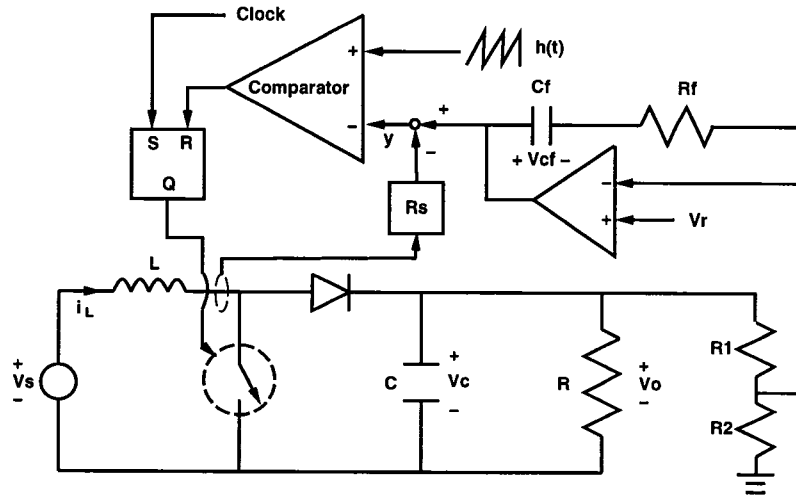 Clock
h(t)
+
Comparator
Cf
Rf
+
S R
−
y
+ Vcf −
−
Q
Rs
−
+
Vr
L
iL
+
Vs
−
C
+
Vc
−
R
+
Vo
−
R1
R2